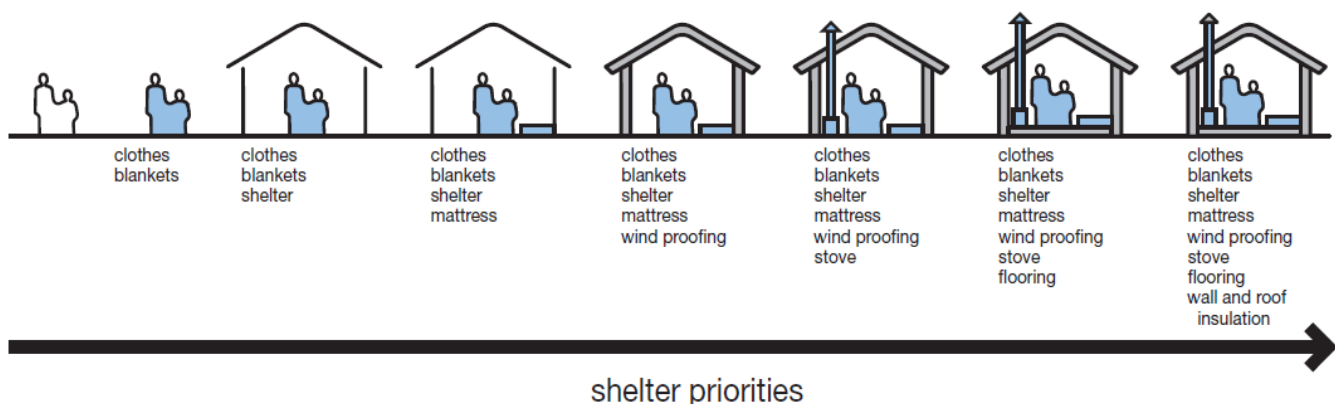 clothes
blankets
clothes
blankets
shelter
clothes
blankets
shelter
mattress
clothes
blankets
shelter
mattress
wind proofing
clothes
blankets
shelter
mattress
wind proofing
stove
clothes
blankets
shelter
mattress
wind proofing
stove
flooring
clothes
blankets
shelter
mattress
wind proofing
stove
flooring
wall and roof
insulation
shelter priorities